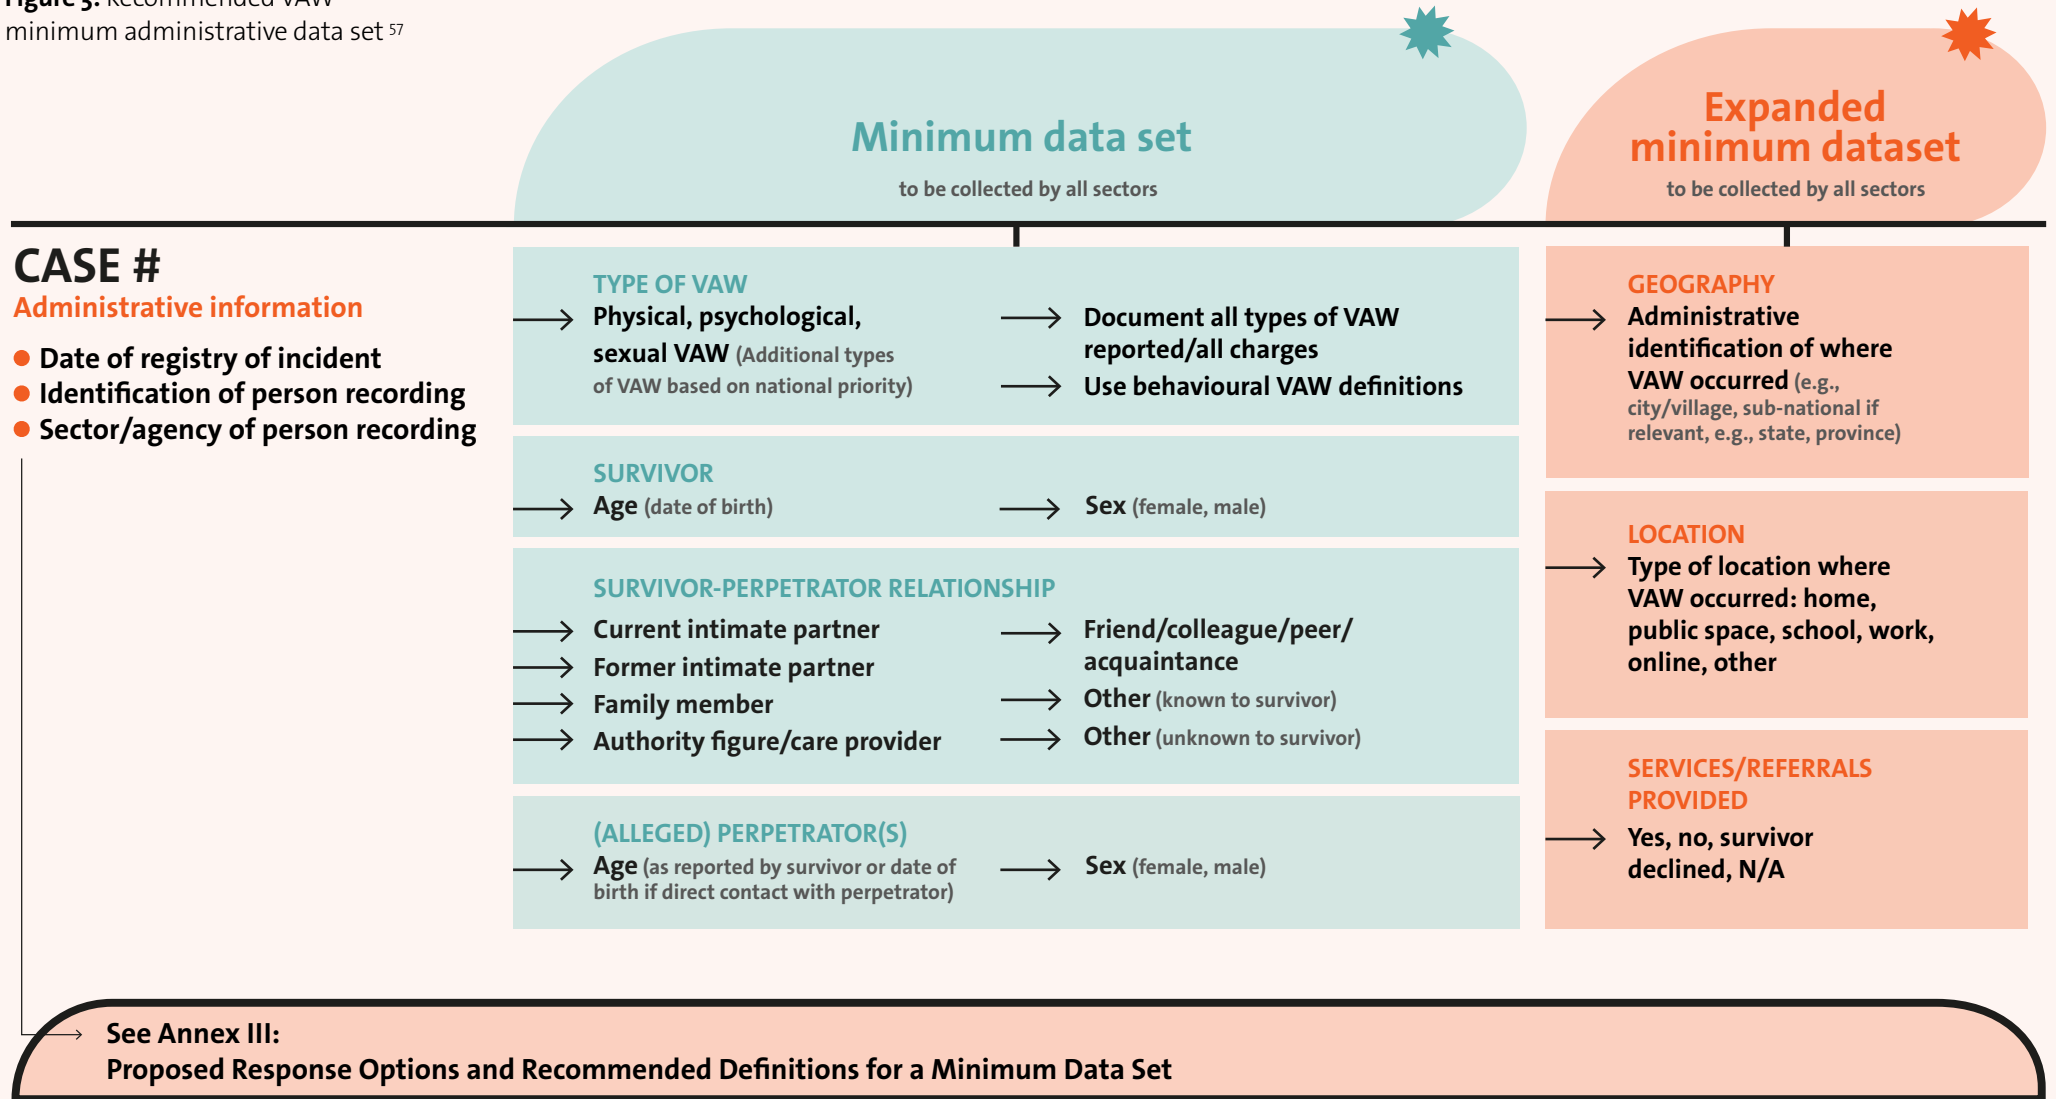 Figure 5: Recommended VAW
minimum administrative data set 57
Minimum data set
to be collected by all sectors
Expanded
minimum dataset
to be collected by all sectors
CASE #
Administrative information
Date of registry of incident
Identification of person recording
Sector/agency of person recording
TYPE OF VAW
Physical, psychological,
sexual VAW (Additional types
of VAW based on national priority)
Document all types of VAW
reported/all charges
Use behavioural VAW definitions
SURVIVOR
Age (date of birth)
Sex (female, male)
SURVIVOR-PERPETRATOR RELATIONSHIP
Current intimate partner
Former intimate partner
Family member
Authority figure/care provider
Friend/colleague/peer/
acquaintance
Other (known to survivor)
Other (unknown to survivor)
(ALLEGED) PERPETRATOR(S)
Age (as reported by survivor or date of
birth if direct contact with perpetrator)
Sex (female, male)
GEOGRAPHY
Administrative
identification of where
VAW occurred (e.g.,
city/village, sub-national if
relevant, e.g., state, province)
LOCATION
Type of location where
VAW occurred: home,
public space, school, work,
online, other
SERVICES/REFERRALS
PROVIDED
Yes, no, survivor
declined, N/A
See Annex III:
Proposed Response Options and Recommended Definitions for a Minimum Data Set